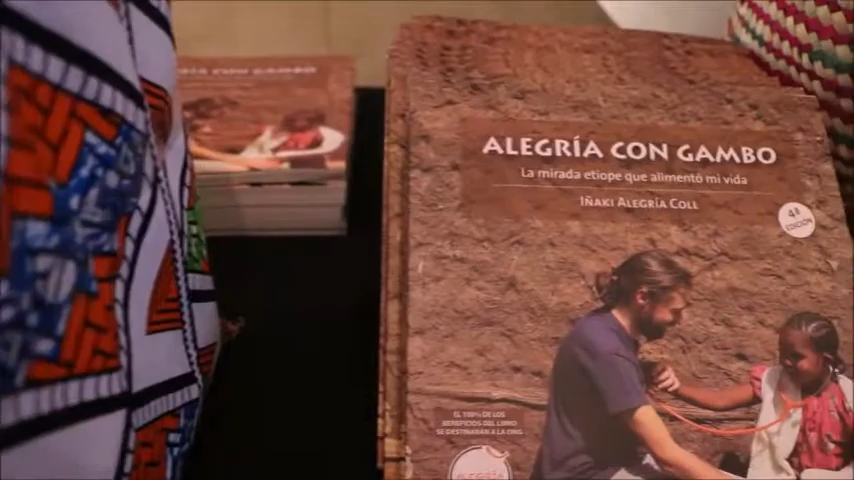 ALEGRÍA CON GAMBO
LA MIRADA ETÍOPE QUE ALIMENTÓ MI VIDA
IÑAKI ALEGRÍA COLL
4ª
EDICIÓN
EL 100% DE LOS
BENEFICIOS DEL LIBRO
SE DESTINARÁN A LA ONG
ALEGRÍA